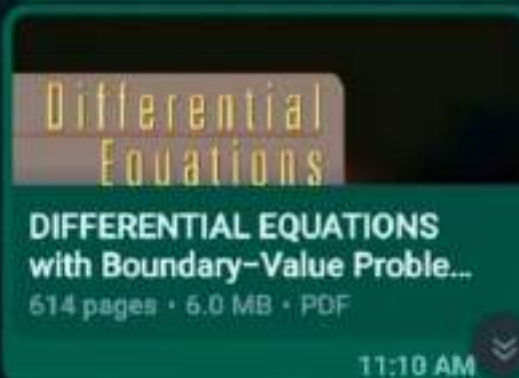 Differential
Equations
DIFFERENTIAL EQUATIONS
with Boundary-Value Proble...
614 pages • 6.0 MB • PDF
11:10 AM